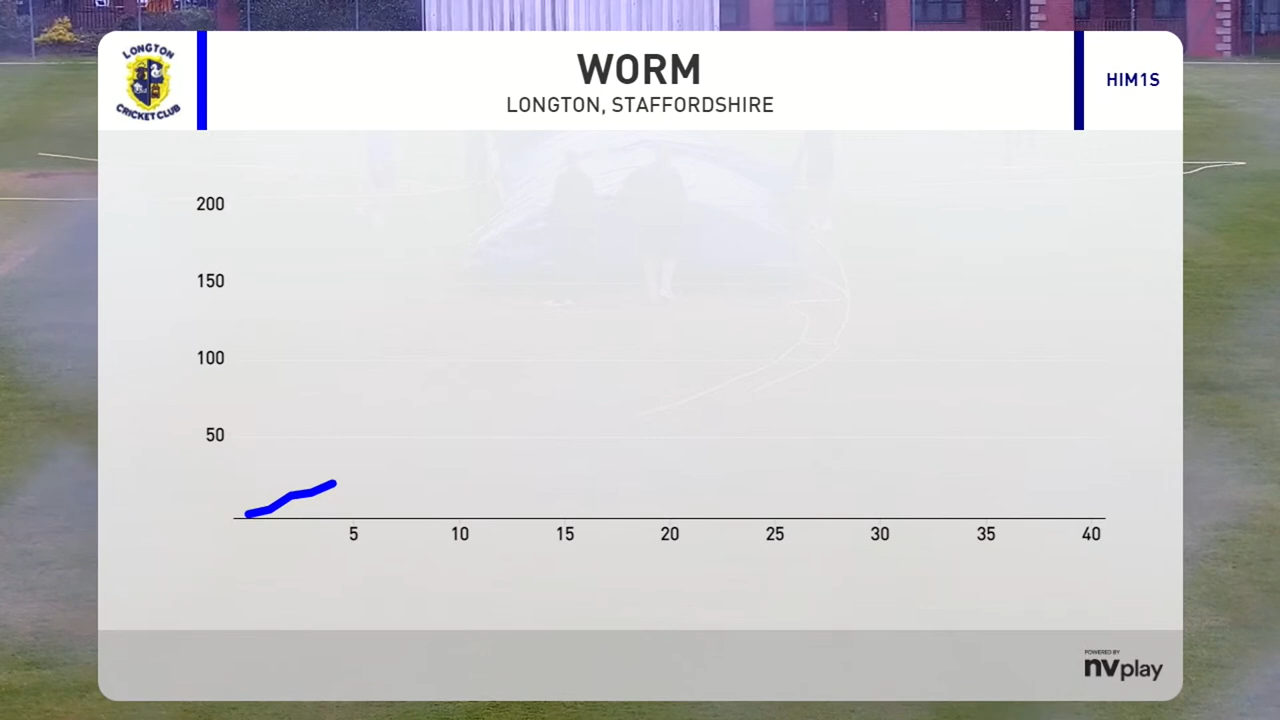 LONGTON
CRICKET CLUB
WORM
LONGTON, STAFFORDSHIRE
HIM1S
200
150
100
50
5 10 15 20 25 30 35 40
POWERED BY
nvplay